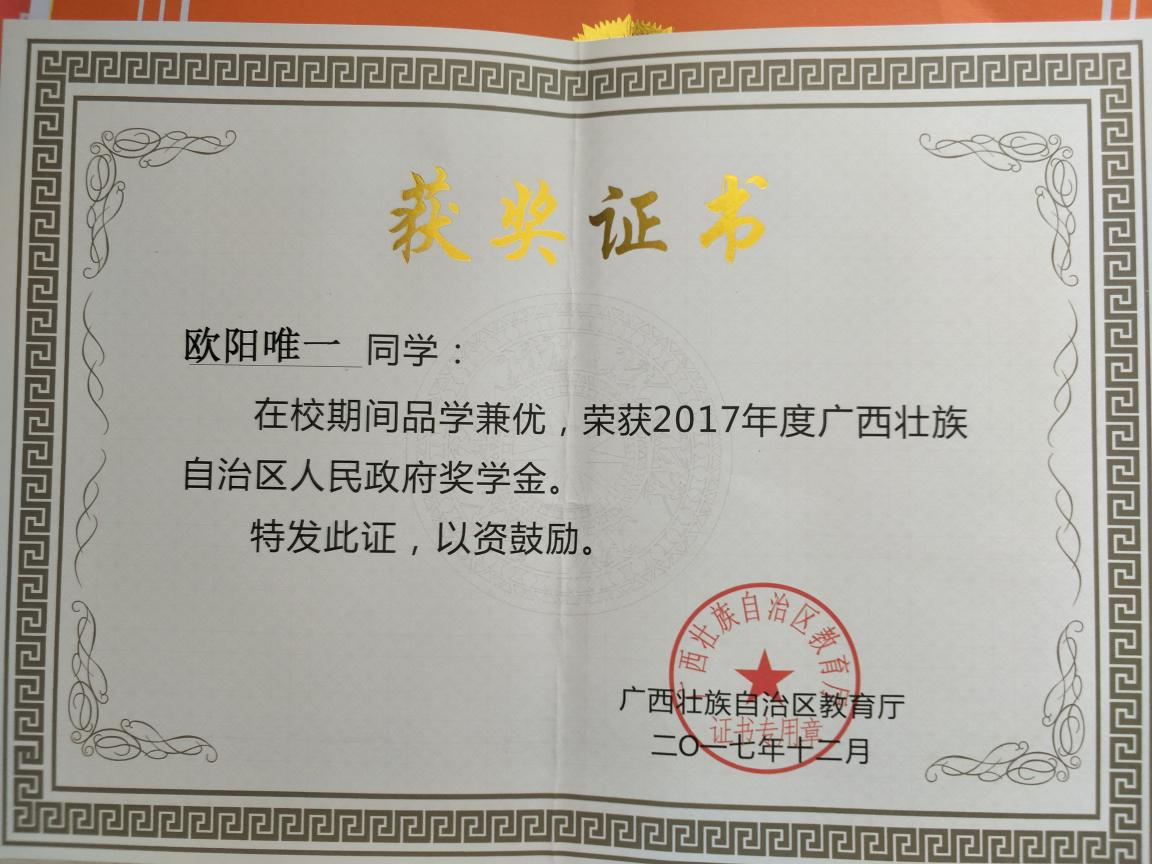 获奖证书
欧阳唯一 同学：
在校期间品学兼优，荣获2017年度广西壮族
自治区人民政府奖学金。
特发此证，以资鼓励。
广西壮族自治区教育厅
证书专用章
广西壮族自治区教育厅
二〇一七年十二月